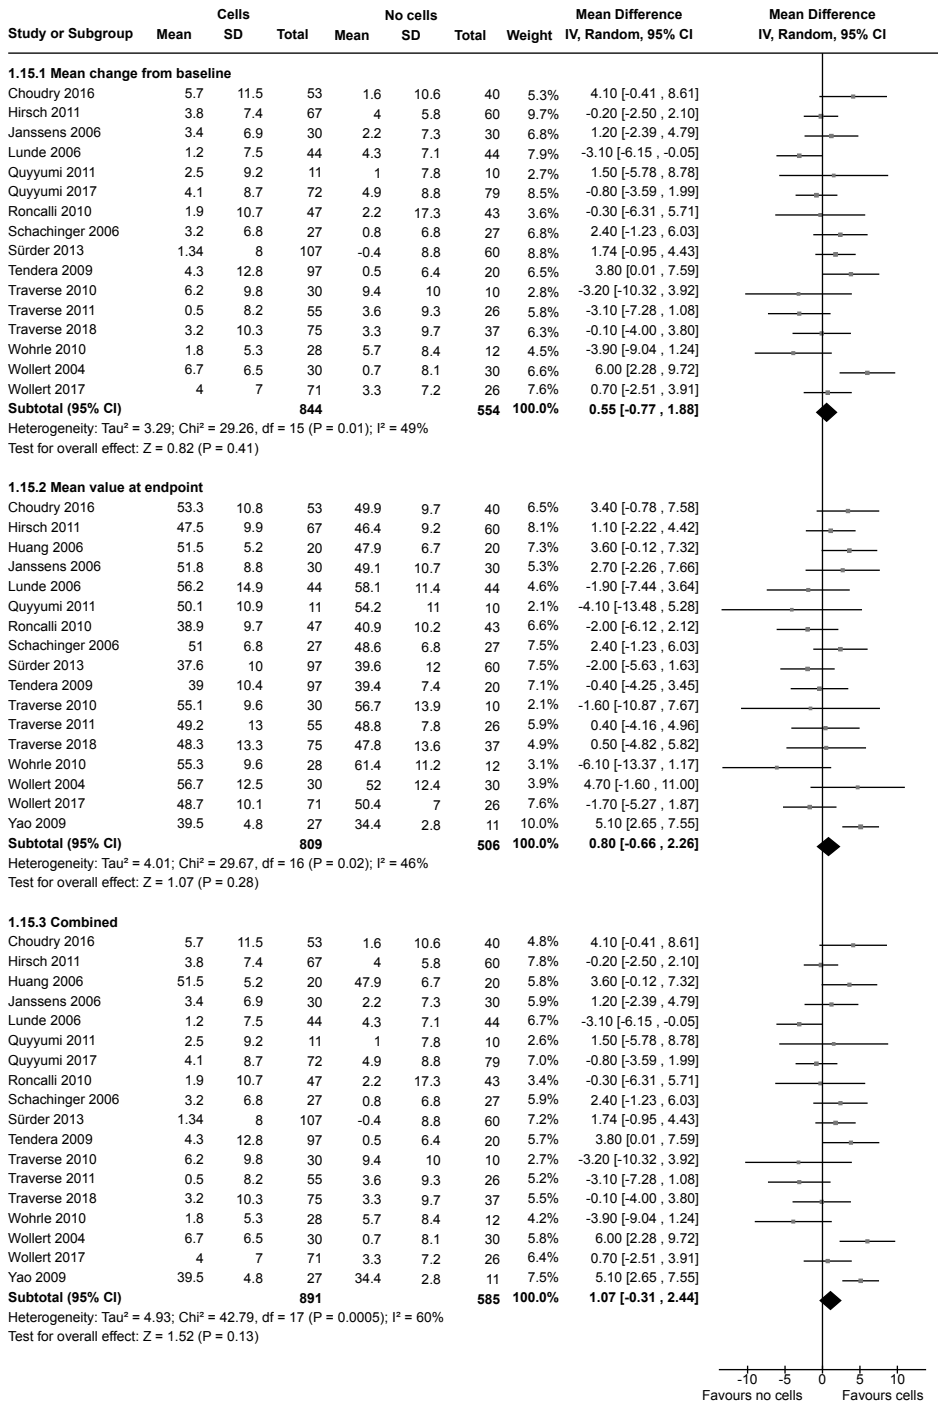 Cells No cells Mean Difference Mean Difference
Study or Subgroup Mean SD Total Mean SD Total Weight IV, Random, 95% CI IV, Random, 95% CI
1.15.1 Mean change from baseline
Choudry 2016 5.7 11.5 53 1.6 10.6 40 5.3% 4.10 [-0.41 , 8.61]
Hirsch 2011 3.8 7.4 67 4 5.8 60 9.7% -0.20 [-2.50 , 2.10]
Janssens 2006 3.4 6.9 30 2.2 7.3 30 6.8% 1.20 [-2.39 , 4.79]
Lunde 2006 1.2 7.5 44 4.3 7.1 44 7.9% -3.10 [-6.15 , -0.05]
Quyyumi 2011 2.5 9.2 11 1 7.8 10 2.7% 1.50 [-5.78 , 8.78]
Quyyumi 2017 4.1 8.7 72 4.9 8.8 79 8.5% -0.80 [-3.59 , 1.99]
Roncalli 2010 1.9 10.7 47 2.2 17.3 43 3.6% -0.30 [-6.31 , 5.71]
Schachinger 2006 3.2 6.8 27 0.8 6.8 27 6.8% 2.40 [-1.23 , 6.03]
Sürder 2013 1.34 8 107 -0.4 8.8 60 8.8% 1.74 [-0.95 , 4.43]
Tendera 2009 4.3 12.8 97 0.5 6.4 20 6.5% 3.80 [0.01 , 7.59]
Traverse 2010 6.2 9.8 30 9.4 10 10 2.8% -3.20 [-10.32 , 3.92]
Traverse 2011 0.5 8.2 55 3.6 9.3 26 5.8% -3.10 [-7.28 , 1.08]
Traverse 2018 3.2 10.3 75 3.3 9.7 37 6.3% -0.10 [-4.00 , 3.80]
Wohrle 2010 1.8 5.3 28 5.7 8.4 12 4.5% -3.90 [-9.04 , 1.24]
Wollert 2004 6.7 6.5 30 0.7 8.1 30 6.6% 6.00 [2.28 , 9.72]
Wollert 2017 4 7 71 3.3 7.2 26 7.6% 0.70 [-2.51 , 3.91]
Subtotal (95% CI) 844 554 100.0% 0.55 [-0.77 , 1.88]
Heterogeneity: Tau² = 3.29; Chi² = 29.26, df = 15 (P = 0.01); I² = 49%
Test for overall effect: Z = 0.82 (P = 0.41)
1.15.2 Mean value at endpoint
Choudry 2016 53.3 10.8 53 49.9 9.7 40 6.5% 3.40 [-0.78 , 7.58]
Hirsch 2011 47.5 9.9 67 46.4 9.2 60 8.1% 1.10 [-2.22 , 4.42]
Huang 2006 51.5 5.2 20 47.9 6.7 20 7.3% 3.60 [-0.12 , 7.32]
Janssens 2006 51.8 8.8 30 49.1 10.7 30 5.3% 2.70 [-2.26 , 7.66]
Lunde 2006 56.2 14.9 44 58.1 11.4 44 4.6% -1.90 [-7.44 , 3.64]
Quyyumi 2011 50.1 10.9 11 54.2 11 10 2.1% -4.10 [-13.48 , 5.28]
Roncalli 2010 38.9 9.7 47 40.9 10.2 43 6.6% -2.00 [-6.12 , 2.12]
Schachinger 2006 51 6.8 27 48.6 6.8 27 7.5% 2.40 [-1.23 , 6.03]
Sürder 2013 37.6 10 97 39.6 12 60 7.5% -2.00 [-5.63 , 1.63]
Tendera 2009 39 10.4 97 39.4 7.4 20 7.1% -0.40 [-4.25 , 3.45]
Traverse 2010 55.1 9.6 30 56.7 13.9 10 2.1% -1.60 [-10.87 , 7.67]
Traverse 2011 49.2 13 55 48.8 7.8 26 5.9% 0.40 [-4.16 , 4.96]
Traverse 2018 48.3 13.3 75 47.8 13.6 37 4.9% 0.50 [-4.82 , 5.82]
Wohrle 2010 55.3 9.6 28 61.4 11.2 12 3.1% -6.10 [-13.37 , 1.17]
Wollert 2004 56.7 12.5 30 52 12.4 30 3.9% 4.70 [-1.60 , 11.00]
Wollert 2017 48.7 10.1 71 50.4 7 26 7.6% -1.70 [-5.27 , 1.87]
Yao 2009 39.5 4.8 27 34.4 2.8 11 10.0% 5.10 [2.65 , 7.55]
Subtotal (95% CI) 809 506 100.0% 0.80 [-0.66 , 2.26]
Heterogeneity: Tau² = 4.01; Chi² = 29.67, df = 16 (P = 0.02); I² = 46%
Test for overall effect: Z = 1.07 (P = 0.28)
1.15.3 Combined
Choudry 2016 5.7 11.5 53 1.6 10.6 40 4.8% 4.10 [-0.41 , 8.61]
Hirsch 2011 3.8 7.4 67 4 5.8 60 7.8% -0.20 [-2.50 , 2.10]
Huang 2006 51.5 5.2 20 47.9 6.7 20 5.8% 3.60 [-0.12 , 7.32]
Janssens 2006 3.4 6.9 30 2.2 7.3 30 5.9% 1.20 [-2.39 , 4.79]
Lunde 2006 1.2 7.5 44 4.3 7.1 44 6.7% -3.10 [-6.15 , -0.05]
Quyyumi 2011 2.5 9.2 11 1 7.8 10 2.6% 1.50 [-5.78 , 8.78]
Quyyumi 2017 4.1 8.7 72 4.9 8.8 79 7.0% -0.80 [-3.59 , 1.99]
Roncalli 2010 1.9 10.7 47 2.2 17.3 43 3.4% -0.30 [-6.31 , 5.71]
Schachinger 2006 3.2 6.8 27 0.8 6.8 27 5.9% 2.40 [-1.23 , 6.03]
Sürder 2013 1.34 8 107 -0.4 8.8 60 7.2% 1.74 [-0.95 , 4.43]
Tendera 2009 4.3 12.8 97 0.5 6.4 20 5.7% 3.80 [0.01 , 7.59]
Traverse 2010 6.2 9.8 30 9.4 10 10 2.7% -3.20 [-10.32 , 3.92]
Traverse 2011 0.5 8.2 55 3.6 9.3 26 5.2% -3.10 [-7.28 , 1.08]
Traverse 2018 3.2 10.3 75 3.3 9.7 37 5.5% -0.10 [-4.00 , 3.80]
Wohrle 2010 1.8 5.3 28 5.7 8.4 12 4.2% -3.90 [-9.04 , 1.24]
Wollert 2004 6.7 6.5 30 0.7 8.1 30 5.8% 6.00 [2.28 , 9.72]
Wollert 2017 4 7 71 3.3 7.2 26 6.4% 0.70 [-2.51 , 3.91]
Yao 2009 39.5 4.8 27 34.4 2.8 11 7.5% 5.10 [2.65 , 7.55]
Subtotal (95% CI) 891 585 100.0% 1.07 [-0.31 , 2.44]
Heterogeneity: Tau² = 4.93; Chi² = 42.79, df = 17 (P = 0.0005); I² = 60%
Test for overall effect: Z = 1.52 (P = 0.13)
-10 -5 0 5 10
Favours no cells Favours cells